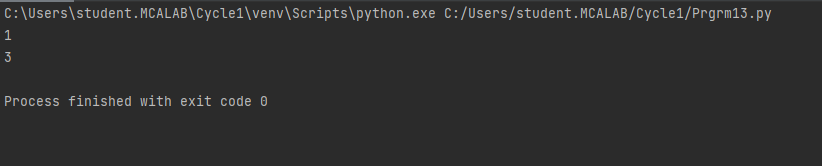 C:\Users\student.MCALAB\Cycle1\venv\Scripts\python.exe C:/Users/student.MCALAB/Cycle1/Prgrm13.py
1
3
Process finished with exit code 0